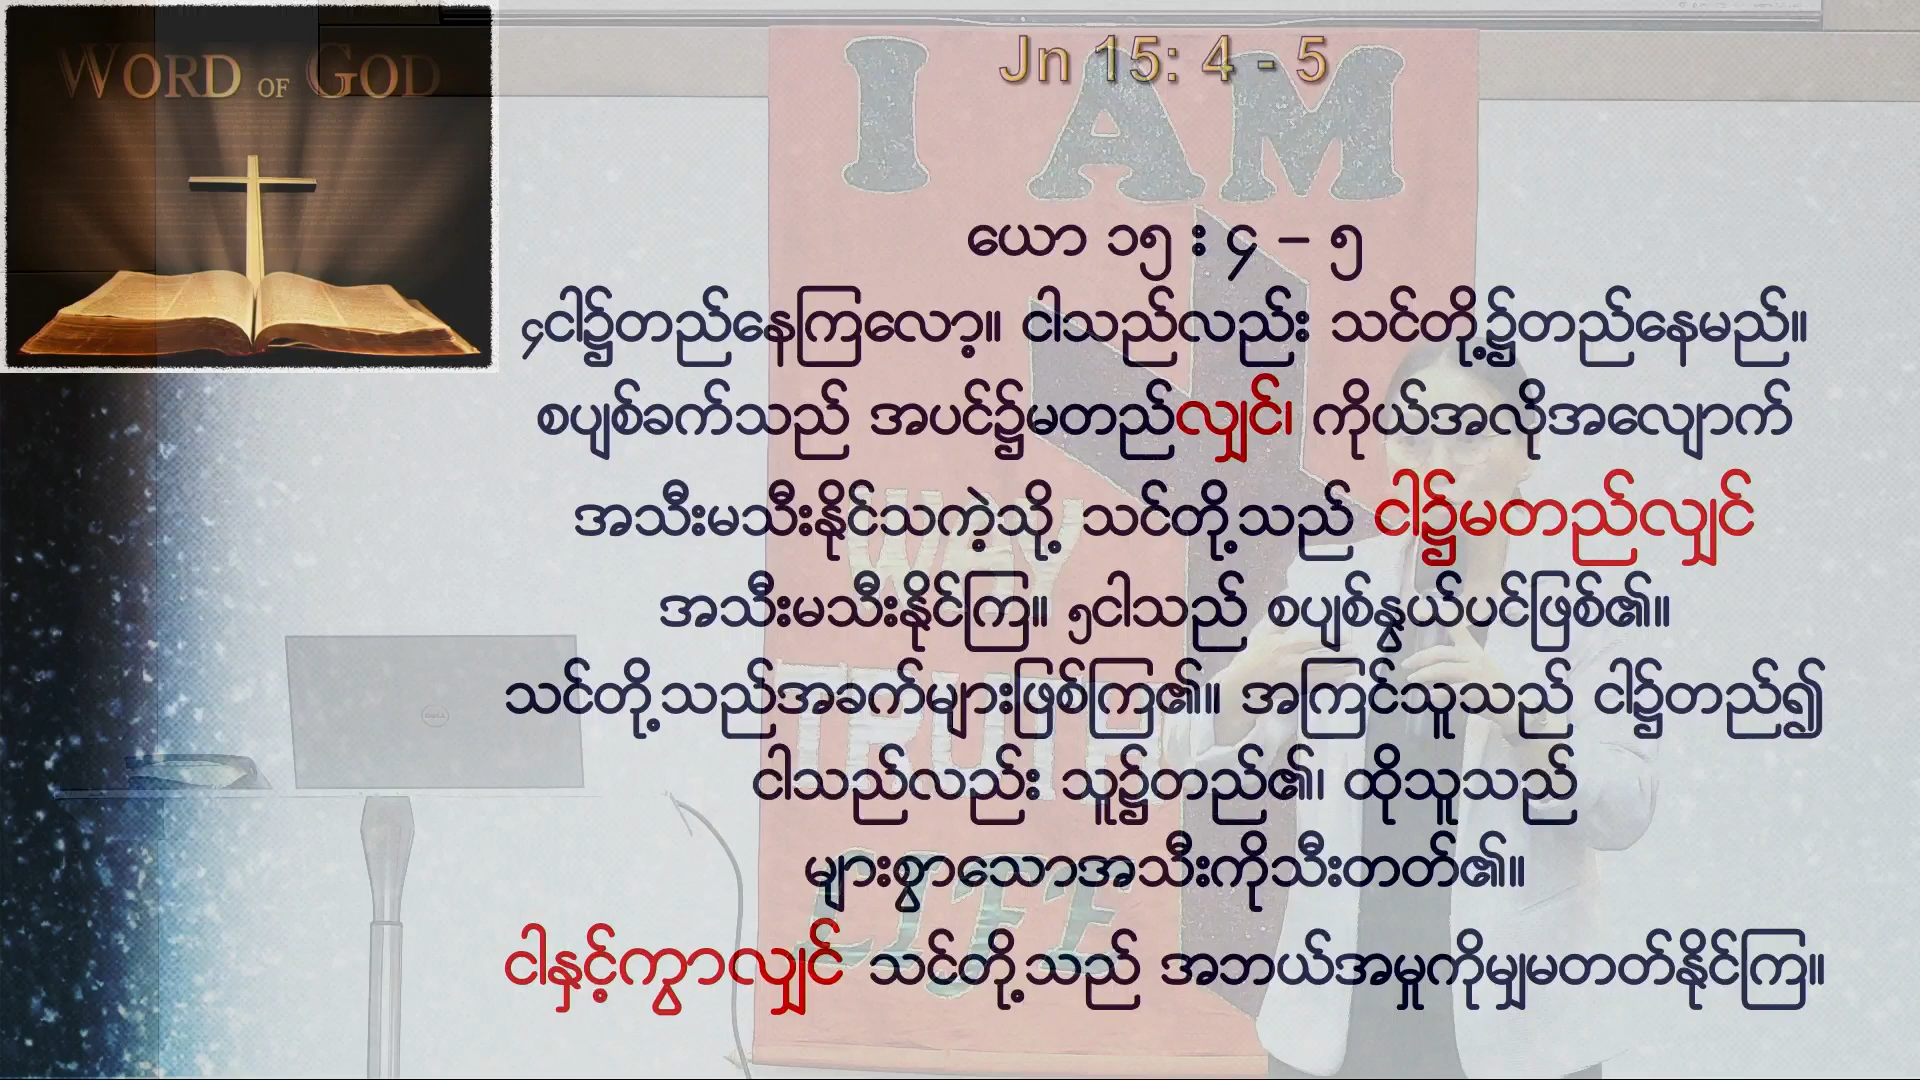 WORD OF GOD
Jn 15: 4 - 5
I AM
ယော ၁၅ : ၄ – ၅
၄ငါ၌တည်နေကြလော့။ ငါသည်လည်း သင်တို့၌တည်နေမည်။
စပျစ်ခက်သည် အပင်၌မတည်လျှင်၊ ကိုယ်အလိုအလျောက်
အသီးမသီးနိုင်သကဲ့သို့ သင်တို့သည် ငါ၌မတည်လျှင်
အသီးမသီးနိုင်ကြ။ ၅ငါသည် စပျစ်နွယ်ပင်ဖြစ်၏။
သင်တို့သည်အခက်များဖြစ်ကြ၏။ အကြင်သူသည် ငါ၌တည်၍
ငါသည်လည်း သူ၌တည်၏၊ ထိုသူသည်
များစွာသောအသီးကိုသီးတတ်၏။
ငါနှင့်ကွာလျှင် သင်တို့သည် အဘယ်အမှုကိုမျှမတတ်နိုင်ကြ။
WAY
TRUTH
LIFE
DELL